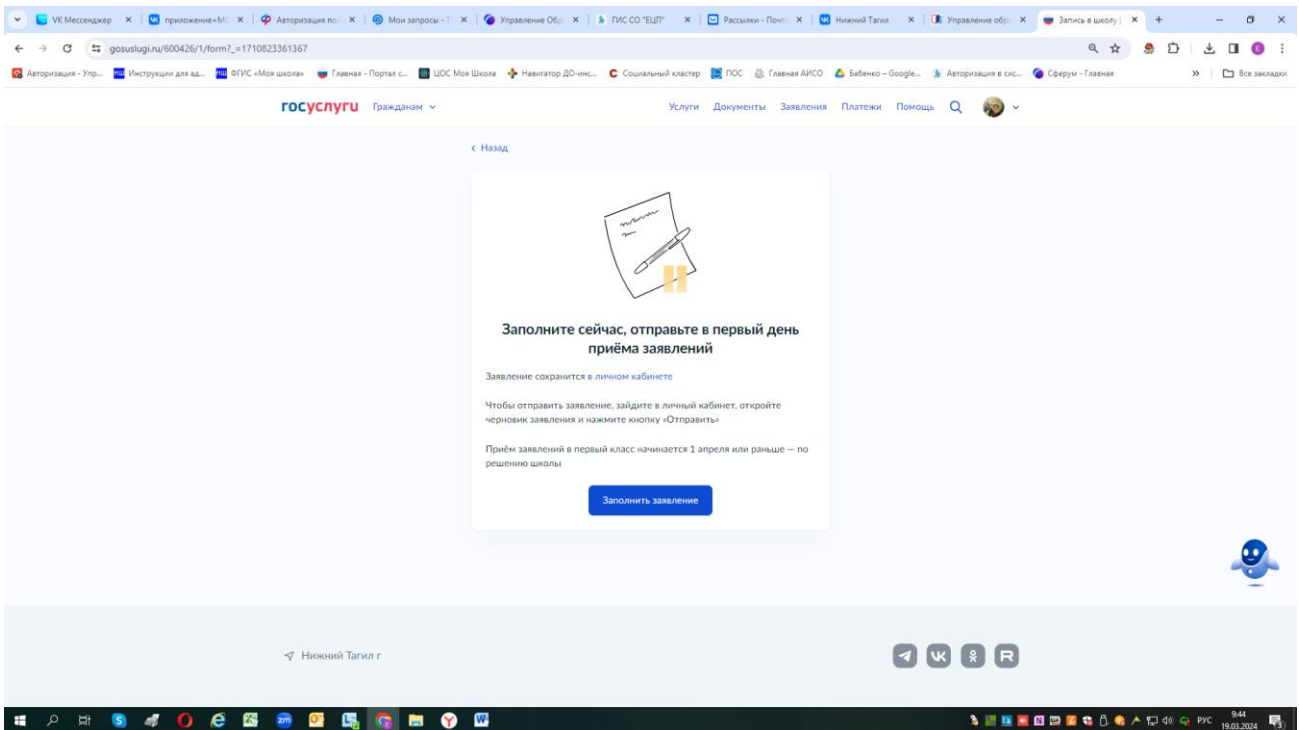 VK Мессенджер
приложение+М
Авторизация по
Мои запросы - Т
Управление Обр
ГИС СО "ЕЦП"
Рассылки - Почт
Нижний Тагил
Управление обр
Запись в школу |
gosuslugi.ru/600426/1/form?_=1710823361367
Авторизация - Упр...
Инструкции для ад...
ФГИС «Моя школа»
Главная - Портал с...
ЦОС Моя Школа
Навигатор ДО-инс...
Социальный кластер
ПОС
Главная АИСО
Бабенко – Google...
Авторизация в сис...
Сферум - Главная
Все закладки
госуслуги Гражданам
Услуги Документы Заявления Платежи Помощь
Назад
Заполните сейчас, отправьте в первый день
приёма заявлений
Заявление сохранится в личном кабинете
Чтобы отправить заявление, зайдите в личный кабинет, откройте
черновик заявления и нажмите кнопку «Отправить»
Приём заявлений в первый класс начинается 1 апреля или раньше — по
решению школы
Заполнить заявление
Нижний Тагил г
РУС
9:44
19.03.2024